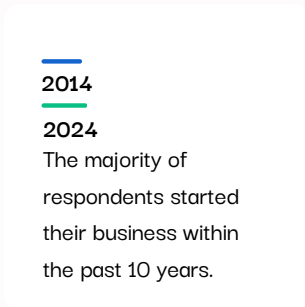 2014
2024
The majority of
respondents started
their business within
the past 10 years.